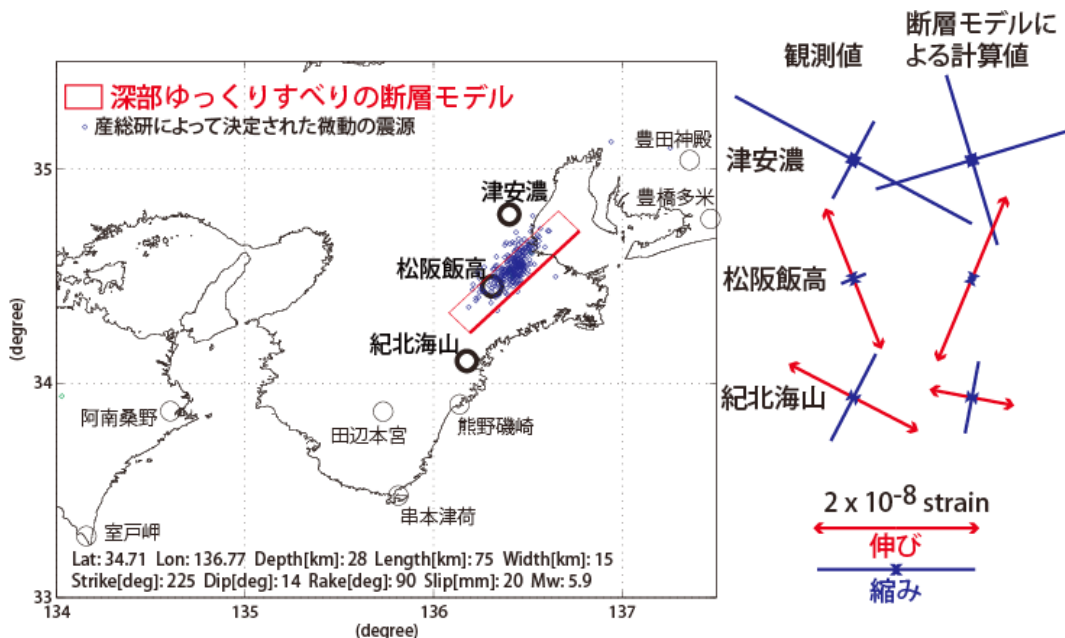 深部ゆっくりすべりの断層モデル
産総研によって決定された微動の震源
豊田神殿
35
津安濃
豊橋多米
松阪飯高
(degree)
紀北海山
34
阿南桑野
田辺本宮
熊野磯崎
串本津荷
室戸岬
Lat: 34.71 Lon: 136.77 Depth[km]: 28 Length[km]: 75 Width[km]: 15
Strike[deg]: 225 Dip[deg]: 14 Rake[deg]: 90 Slip[mm]: 20 Mw: 5.9
33
134 135 136 137
(degree)
観測値
断層モデルに
よる計算値
津安濃
松阪飯高
紀北海山
2 x 10-8 strain
伸び
縮み